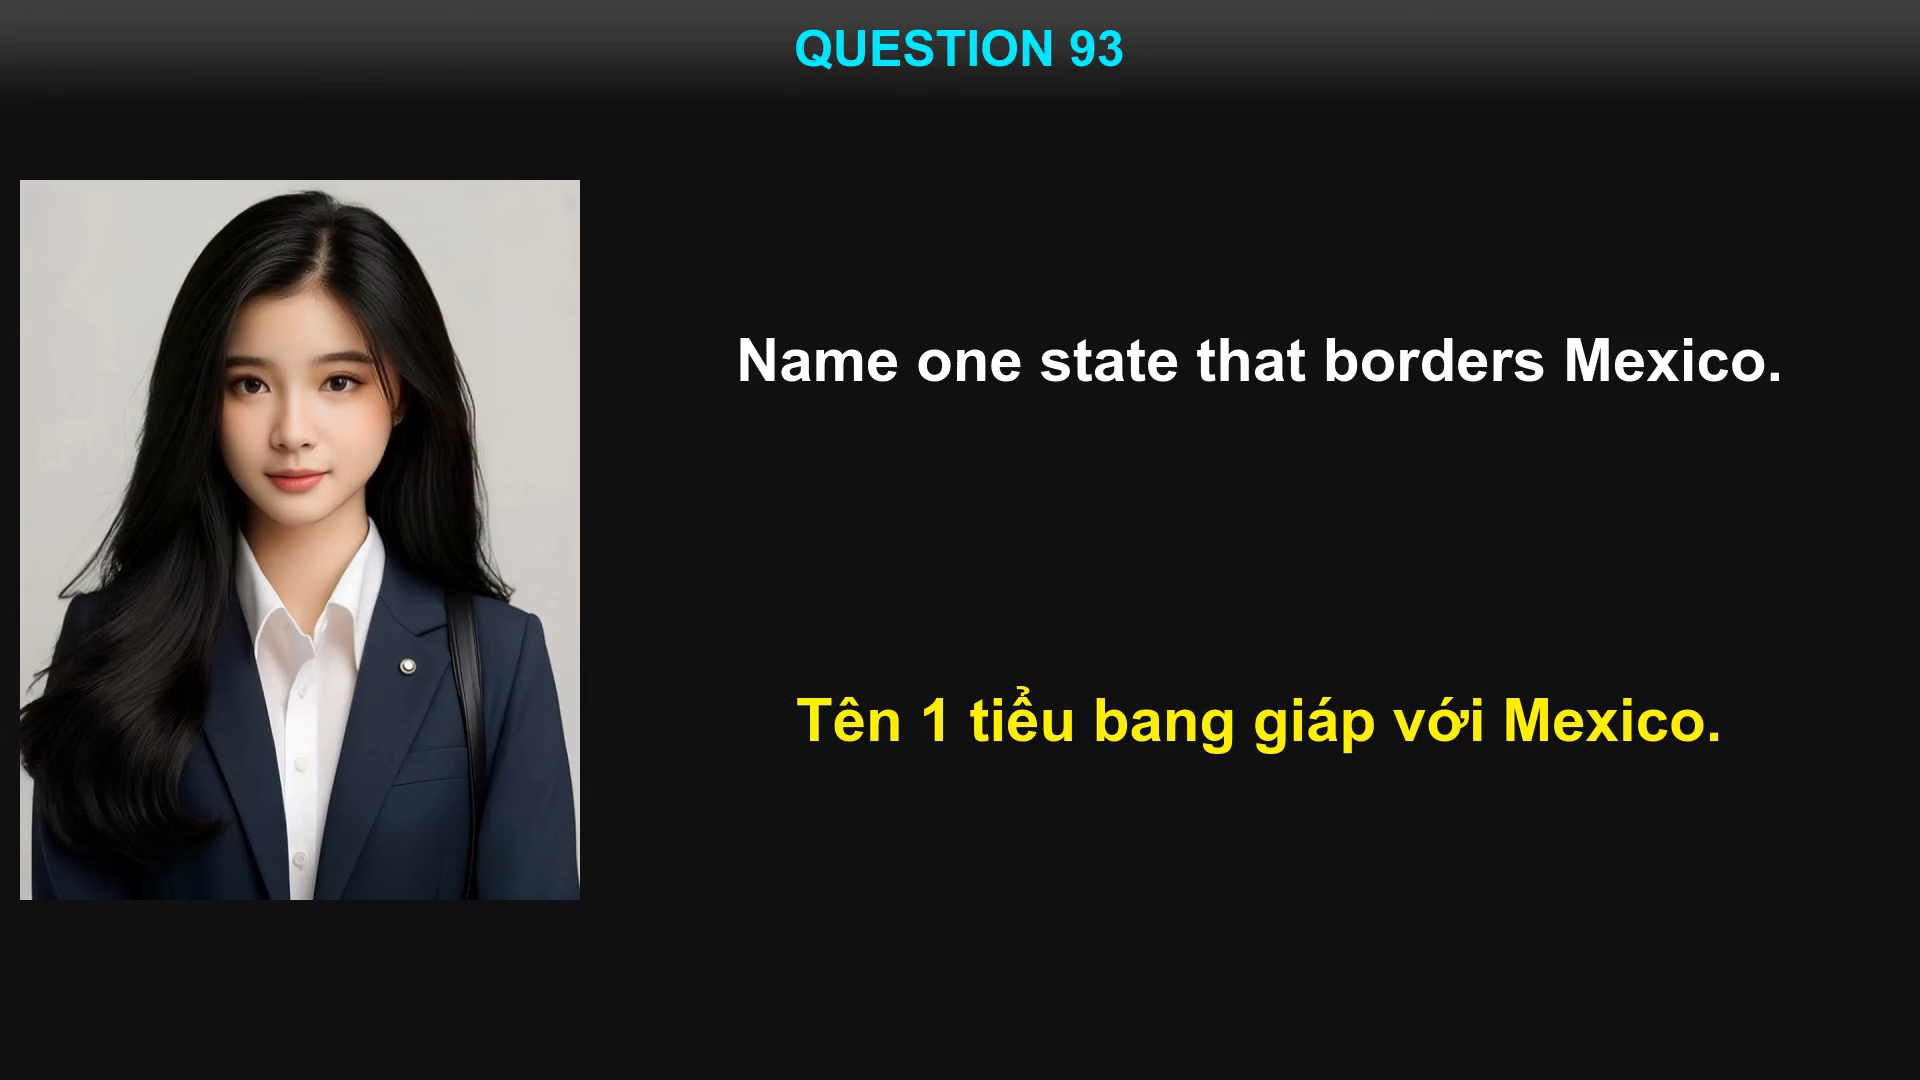 QUESTION 93
Name one state that borders Mexico.
Tên 1 tiểu bang giáp với Mexico.